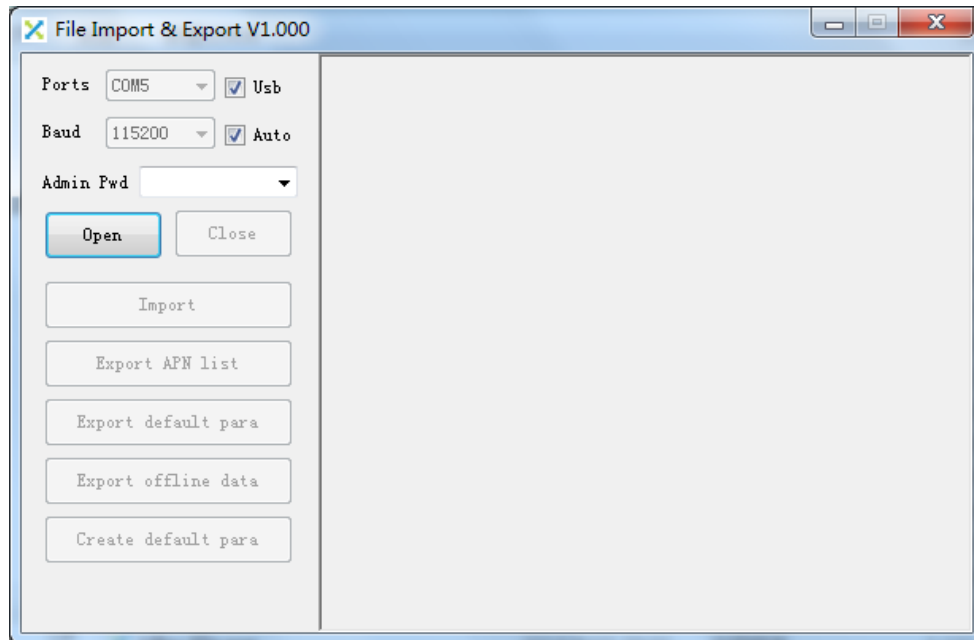 File Import & Export V1.000
Ports COM5 Usb
Baud 115200 Auto
Admin Pwd
Open Close
Import
Export APN list
Export default para
Export offline data
Create default para